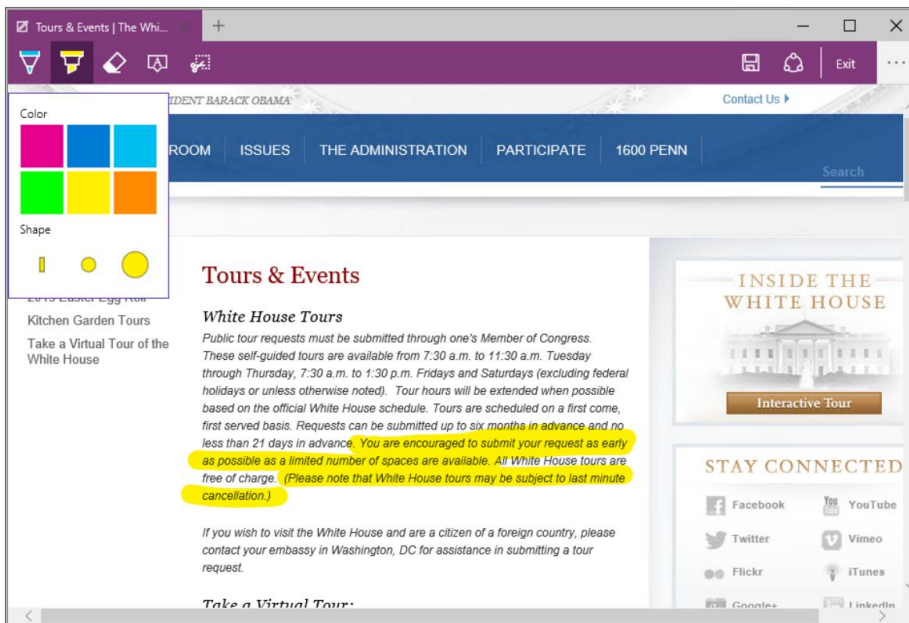 Tours & Events | The Whi...
Exit
Color
Shape
IDENT BARACK OBAMA
Contact Us
ROOM
ISSUES
THE ADMINISTRATION
PARTICIPATE
1600 PENN
Search
2015 Easter Egg Roll
Kitchen Garden Tours
Take a Virtual Tour of the
White House
Tours & Events
White House Tours
Public tour requests must be submitted through one's Member of Congress.
These self-guided tours are available from 7:30 a.m. to 11:30 a.m. Tuesday
through Thursday, 7:30 a.m. to 1:30 p.m. Fridays and Saturdays (excluding federal
holidays or unless otherwise noted).  Tour hours will be extended when possible
based on the official White House schedule. Tours are scheduled on a first come,
first served basis. Requests can be submitted up to six months in advance and no
less than 21 days in advance. You are encouraged to submit your request as early
as possible as a limited number of spaces are available. All White House tours are
free of charge.  (Please note that White House tours may be subject to last minute
cancellation.)
If you wish to visit the White House and are a citizen of a foreign country, please
contact your embassy in Washington, DC for assistance in submitting a tour
request.
Take a Virtual Tour:
INSIDE THE
WHITE HOUSE
Interactive Tour
STAY CONNECTED
Facebook
YouTube
Twitter
Vimeo
Flickr
iTunes
Google+
LinkedIn